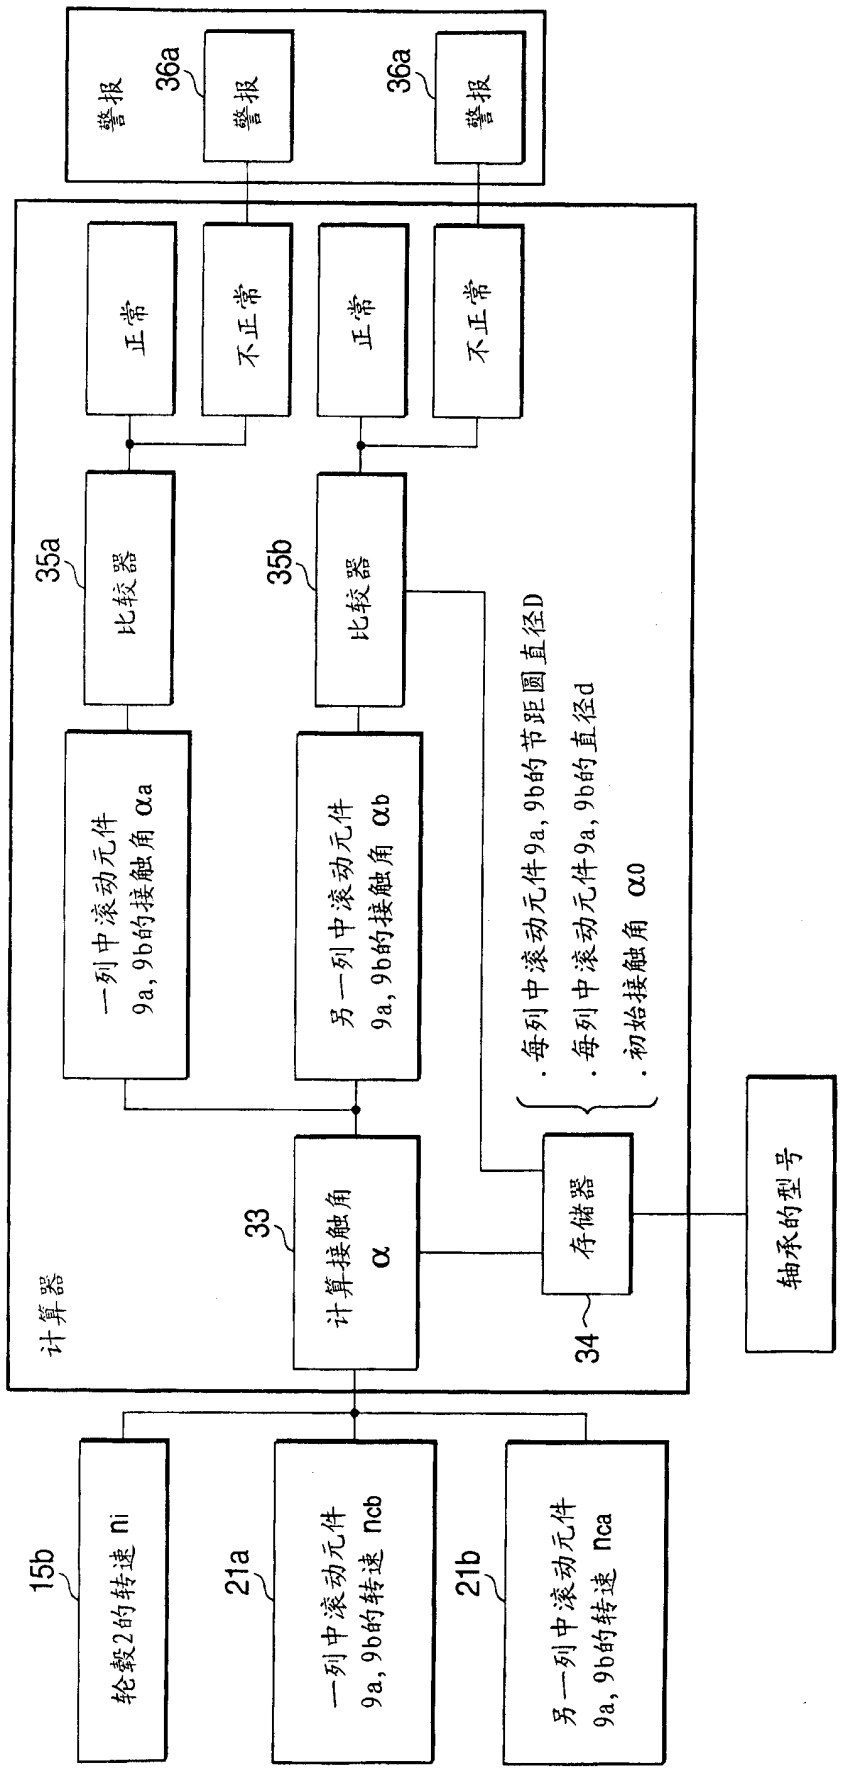 15b
轮毂2的转速 ni
21a
一列中滚动元件
9a, 9b的转速 ncb
21b
另一列中滚动元件
9a, 9b的转速 nca
计算器
33
计算接触角
α
34
存储器
轴承的型号
. 每列中滚动元件9a, 9b的节距圆直径D
. 每列中滚动元件9a, 9b的直径d
. 初始接触角 α0
一列中滚动元件
9a, 9b的接触角 αa
另一列中滚动元件
9a, 9b的接触角 αb
35a
比较器
35b
比较器
正常
不正常
正常
不正常
警报
36a
警报
36a
警报